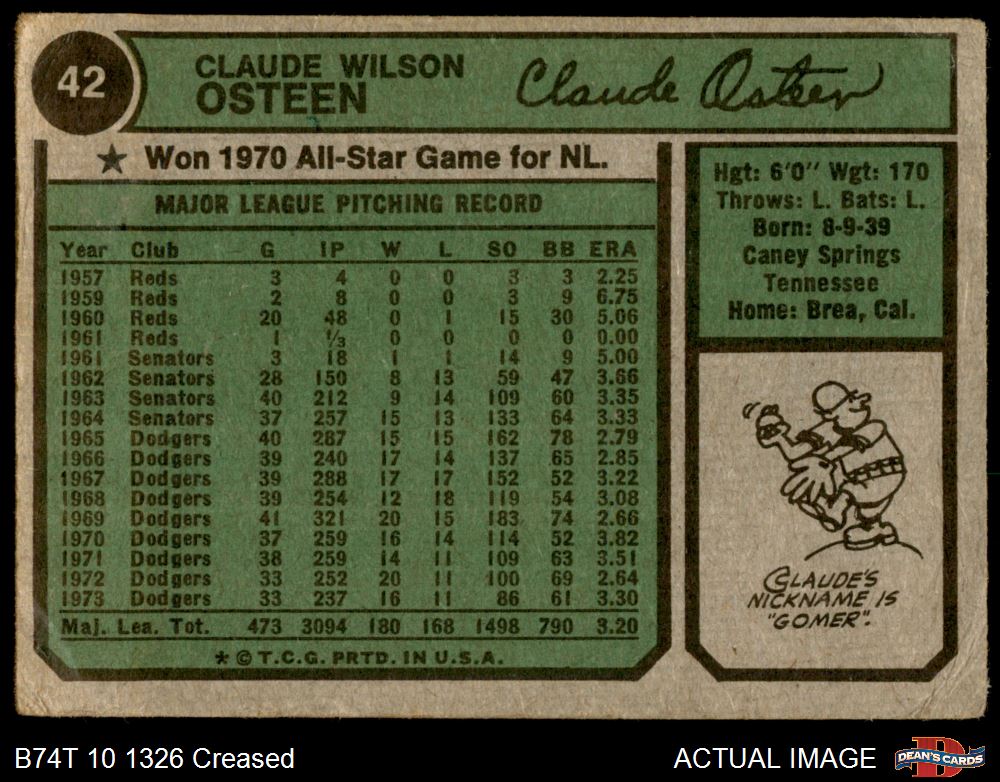 42
CLAUDE WILSON
OSTEEN
Claude Osteen
★ Won 1970 All-Star Game for NL.
MAJOR LEAGUE PITCHING RECORD
Year Club G IP W L SO BB ERA
1957 Reds 3 4 0 0 3 3 2.25
1959 Reds 2 8 0 0 3 9 6.75
1960 Reds 20 48 0 1 15 30 5.06
1961 Reds 1 ⅓ 0 0 0 0 0.00
1961 Senators 3 18 1 1 14 9 5.00
1962 Senators 28 150 8 13 59 47 3.66
1963 Senators 40 212 9 14 109 60 3.35
1964 Senators 37 257 15 13 133 64 3.33
1965 Dodgers 40 287 15 15 162 78 2.79
1966 Dodgers 39 240 17 14 137 65 2.85
1967 Dodgers 39 288 17 17 152 52 3.22
1968 Dodgers 39 254 12 18 119 54 3.08
1969 Dodgers 41 321 20 15 183 74 2.66
1970 Dodgers 37 259 16 14 114 52 3.82
1971 Dodgers 38 259 14 11 109 63 3.51
1972 Dodgers 33 252 20 11 100 69 2.64
1973 Dodgers 33 237 16 11 86 61 3.30
Maj. Lea. Tot. 473 3094 180 168 1498 790 3.20
* © T.C.G. PRTD. IN U.S.A.
Hgt: 6'0" Wgt: 170
Throws: L. Bats: L.
Born: 8-9-39
Caney Springs
Tennessee
Home: Brea, Cal.
CLAUDE'S
NICKNAME IS
"GOMER".
B74T 10 1326 Creased
ACTUAL IMAGE
D
DEAN'S CARDS